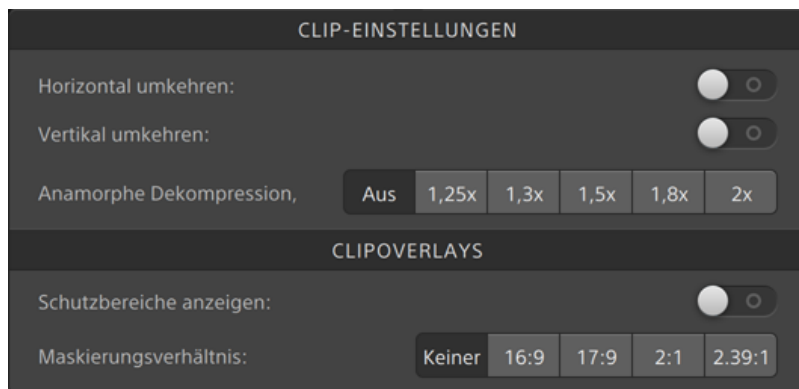 CLIP-EINSTELLUNGEN
Horizontal umkehren:
Vertikal umkehren:
Anamorphe Dekompression, Aus 1,25x 1,3x 1,5x 1,8x 2x
CLIPOVERLAYS
Schutzbereiche anzeigen:
Maskierungsverhältnis: Keiner 16:9 17:9 2:1 2.39:1